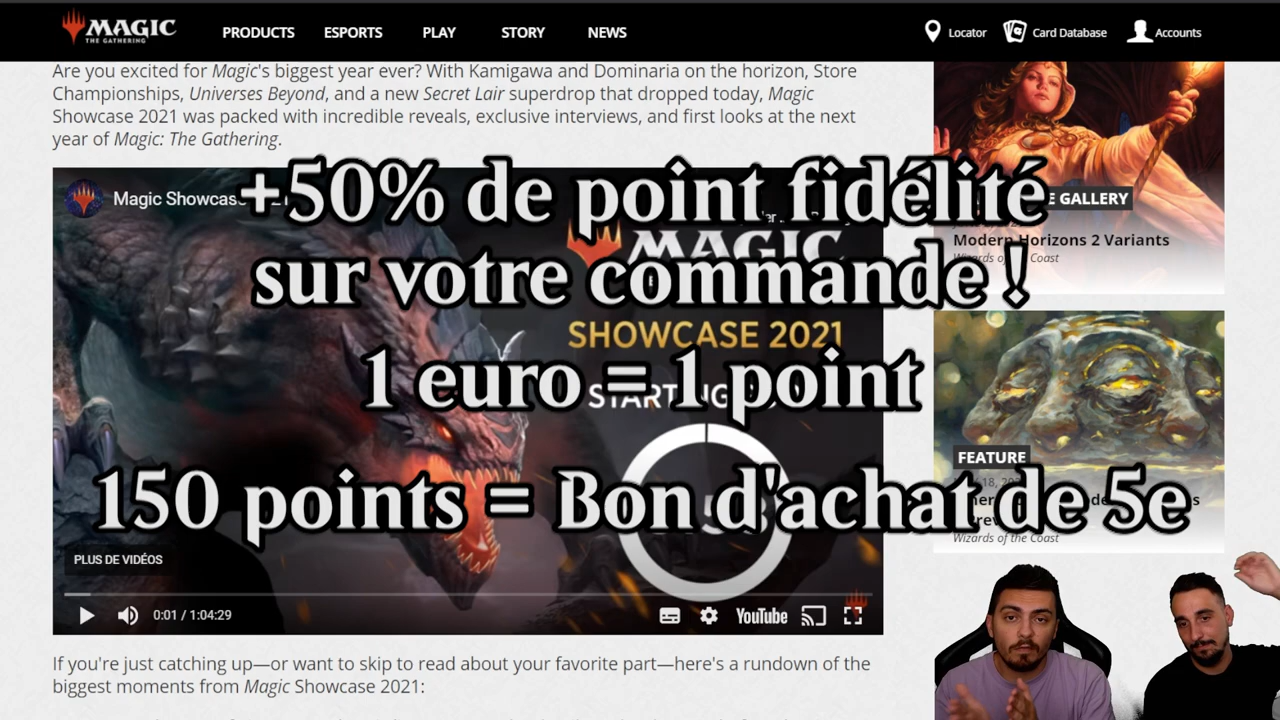 MAGIC
THE GATHERING
PRODUCTS
ESPORTS
PLAY
STORY
NEWS
Locator
Card Database
Accounts
Are you excited for Magic's biggest year ever? With Kamigawa and Dominaria on the horizon, Store
Championships, Universes Beyond, and a new Secret Lair superdrop that dropped today, Magic
Showcase 2021 was packed with incredible reveals, exclusive interviews, and first looks at the next
year of Magic: The Gathering.
+50% de point fidélité
sur votre commande !
1 euro = 1 point
150 points = Bon d'achat de 5e
Magic Showcase
MAGIC
SHOWCASE 2021
PLUS DE VIDÉOS
0:01 / 1:04:29
YouTube
GALLERY
Modern Horizons 2 Variants
Wizards of the Coast
FEATURE
Wizards of the Coast
If you're just catching up—or want to skip to read about your favorite part—here's a rundown of the
biggest moments from Magic Showcase 2021: